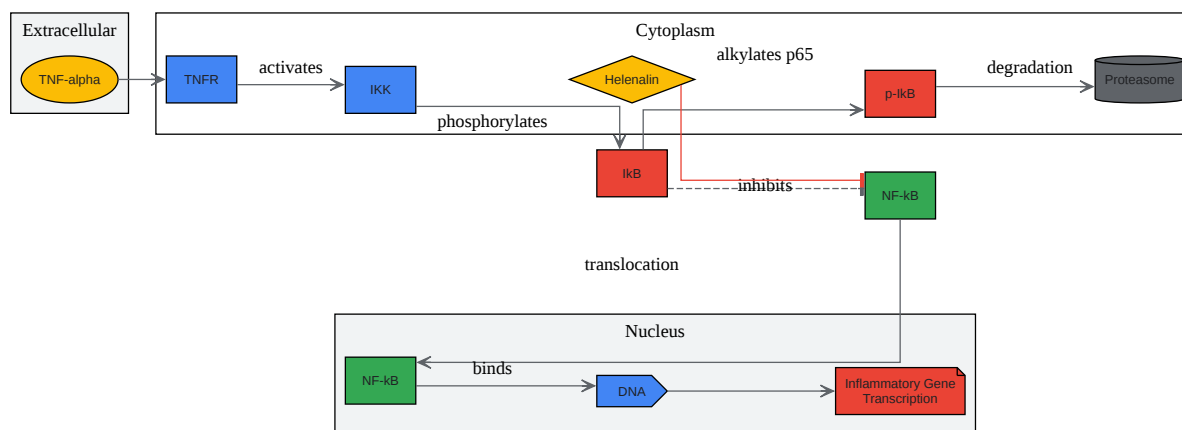 Extracellular
Cytoplasm
TNF-alpha
TNFR
activates
IKK
Helenalin
alkylates p65
p-IkB
degradation
Proteasome
phosphorylates
IkB
inhibits
NF-kB
translocation
Nucleus
NF-kB
binds
DNA
Inflammatory Gene
Transcription